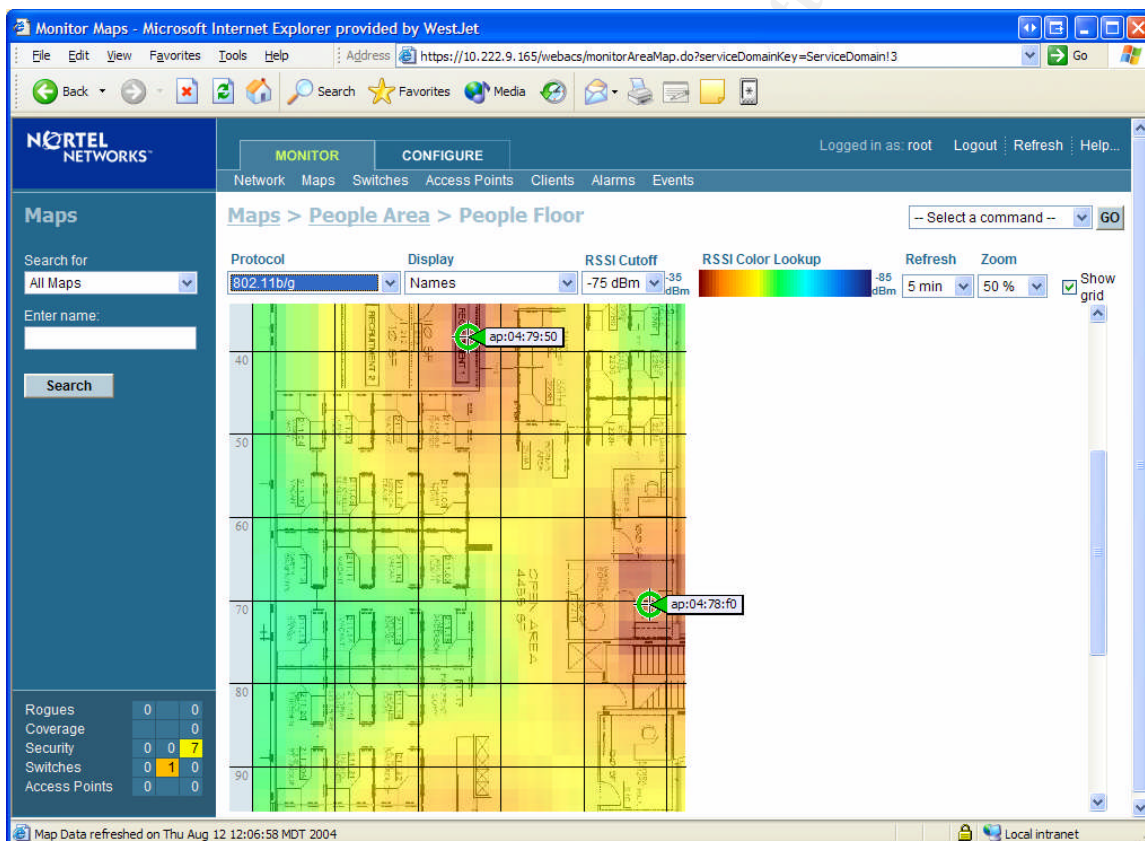 Monitor Maps - Microsoft Internet Explorer provided by WestJet
File Edit View Favorites Tools Help Address https://10.222.9.165/webacs/monitorAreaMap.do?serviceDomainKey=ServiceDomain!3 Go
Back Search Favorites Media
NORTEL NETWORKS™
MONITOR CONFIGURE
Logged in as: root Logout Refresh Help...
Network Maps Switches Access Points Clients Alarms Events
Maps
Maps > People Area > People Floor
-- Select a command -- GO
Search for
All Maps
Enter name:
Search
Protocol Display RSSI Cutoff RSSI Color Lookup Refresh Zoom
802.11b/g Names -75 dBm -35 dBm -85 dBm 5 min 50 % Show grid
ap:04:79:50
RECRUITMENT 2
40
50
60
OPEN AREA
4456 SF
70
ap:04:78:f0
80
90
Rogues 0 0
Coverage 0
Security 0 0 7
Switches 0 1 0
Access Points 0 0
Map Data refreshed on Thu Aug 12 12:06:58 MDT 2004
Local intranet